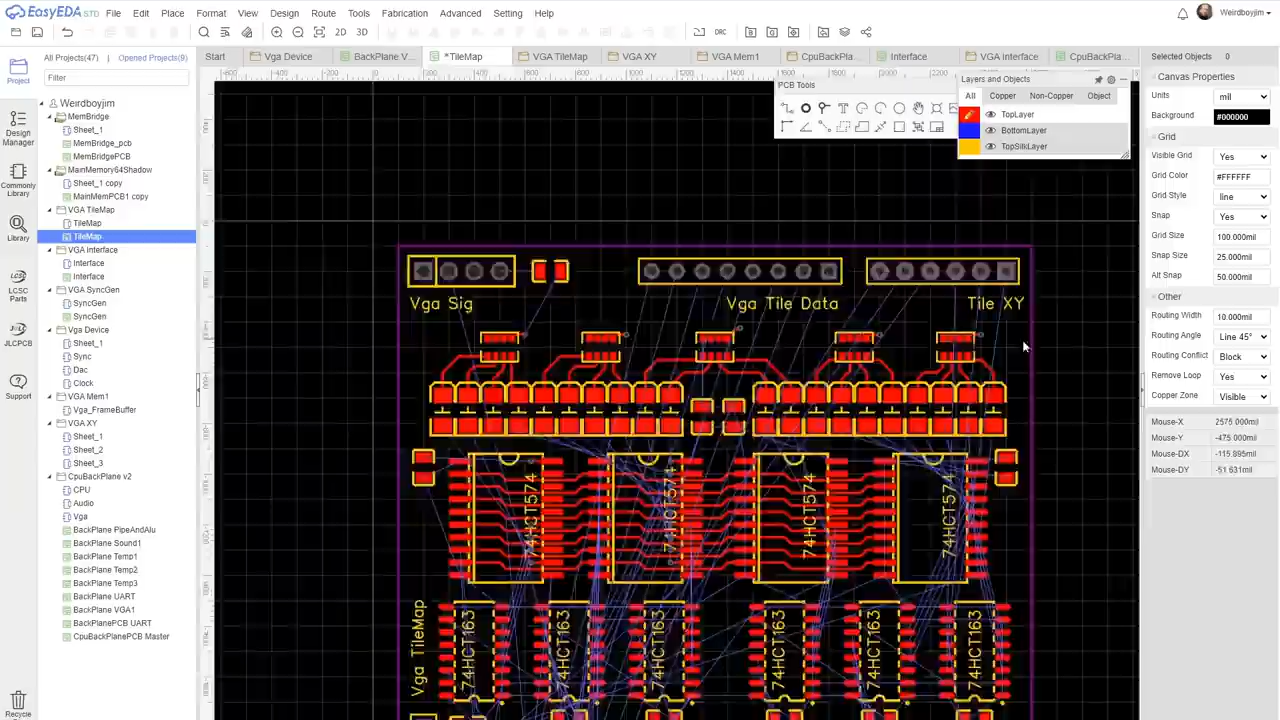 EasyEDA STD
File Edit Place Format View Design Route Tools Fabrication Advanced Setting Help
Weirdboyjim
2D 3D
DRC
Project
Design Manager
Commonly Library
Library
LCSC Parts
JLCPCB
Support
Recycle
All Projects(47) Opened Projects(9)
Filter
Weirdboyjim
MemBridge
Sheet_1
MemBridge_pcb
MemBridgePCB
MainMemory64Shadow
Sheet_1 copy
MainMemPCB1 copy
VGA TileMap
TileMap
TileMap
VGA Interface
Interface
Interface
VGA SyncGen
SyncGen
SyncGen
Vga Device
Sheet_1
Sync
Dac
Clock
VGA Mem1
Vga_FrameBuffer
VGA XY
Sheet_1
Sheet_2
Sheet_3
CpuBackPlane v2
CPU
Audio
Vga
BackPlane PipeAndAlu
BackPlane Sound1
BackPlane Temp1
BackPlane Temp2
BackPlane Temp3
BackPlane UART
BackPlane VGA1
BackPlanePCB UART
CpuBackPlanePCB Master
Start Vga Device BackPlane V... *TileMap VGA TileMap VGA XY VGA Mem1 CpuBackPla... Interface VGA Interface CpuBackPla...
PCB Tools
Layers and Objects
All Copper Non-Copper Object
TopLayer
BottomLayer
TopSilkLayer
Vga Sig Vga Tile Data Tile XY
74HCT574 74HCT574 74HCT574 74HCT574
Vga TileMap
74HCT163 74HCT163 74HCT163 74HCT163 74HCT163 74HCT163
Selected Objects 0
Canvas Properties
Units mil
Background #000000
Grid
Visible Grid Yes
Grid Color #FFFFFF
Grid Style line
Snap Yes
Grid Size 100.000mil
Snap Size 25.000mil
Alt Snap 50.000mil
Other
Routing Width 10.000mil
Routing Angle Line 45°
Routing Conflict Block
Remove Loop Yes
Copper Zone Visible
Mouse-X 2575.000mil
Mouse-Y -475.000mil
Mouse-DX -115.895mil
Mouse-DY -51.631mil